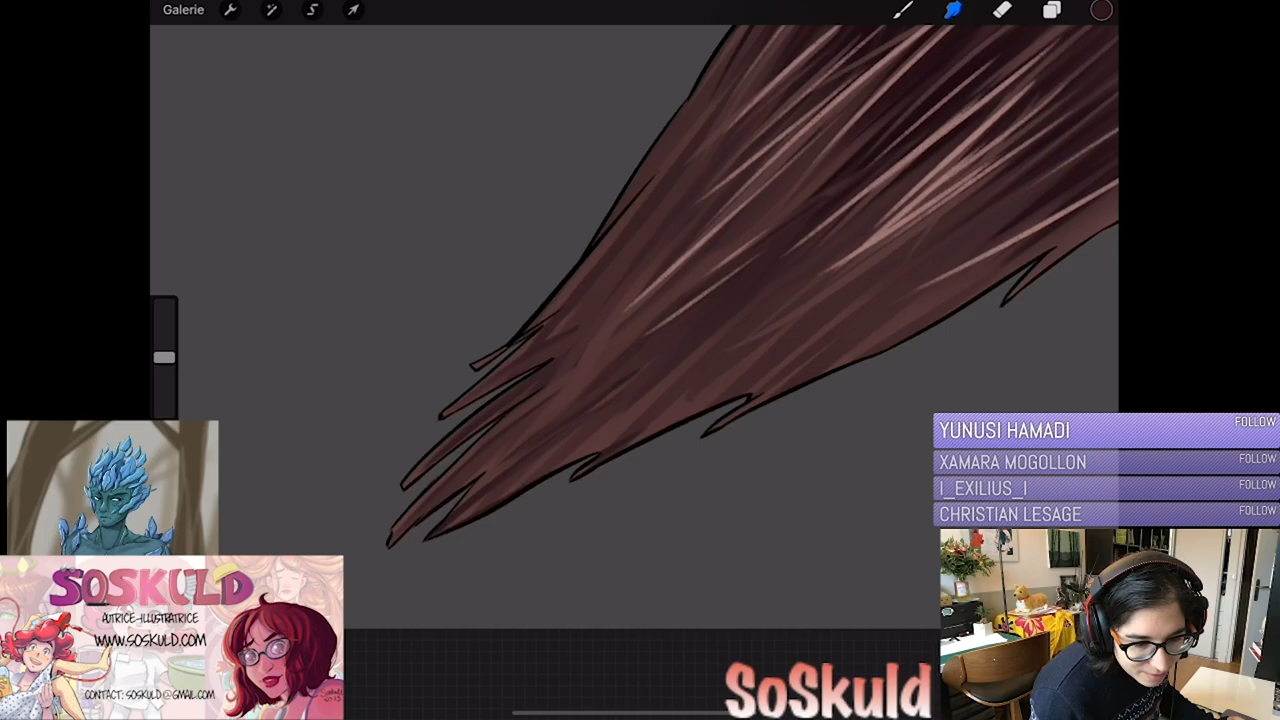 Galerie
YUNUSI HAMADI FOLLOW
XAMARA MOGOLLON FOLLOW
I_EXILIUS_I FOLLOW
CHRISTIAN LESAGE FOLLOW
SOSKULD
AUTRICE-ILLUSTRATRICE
WWW.SOSKULD.COM
CONTACT: SOSKULD@GMAIL.COM
SoSkuld